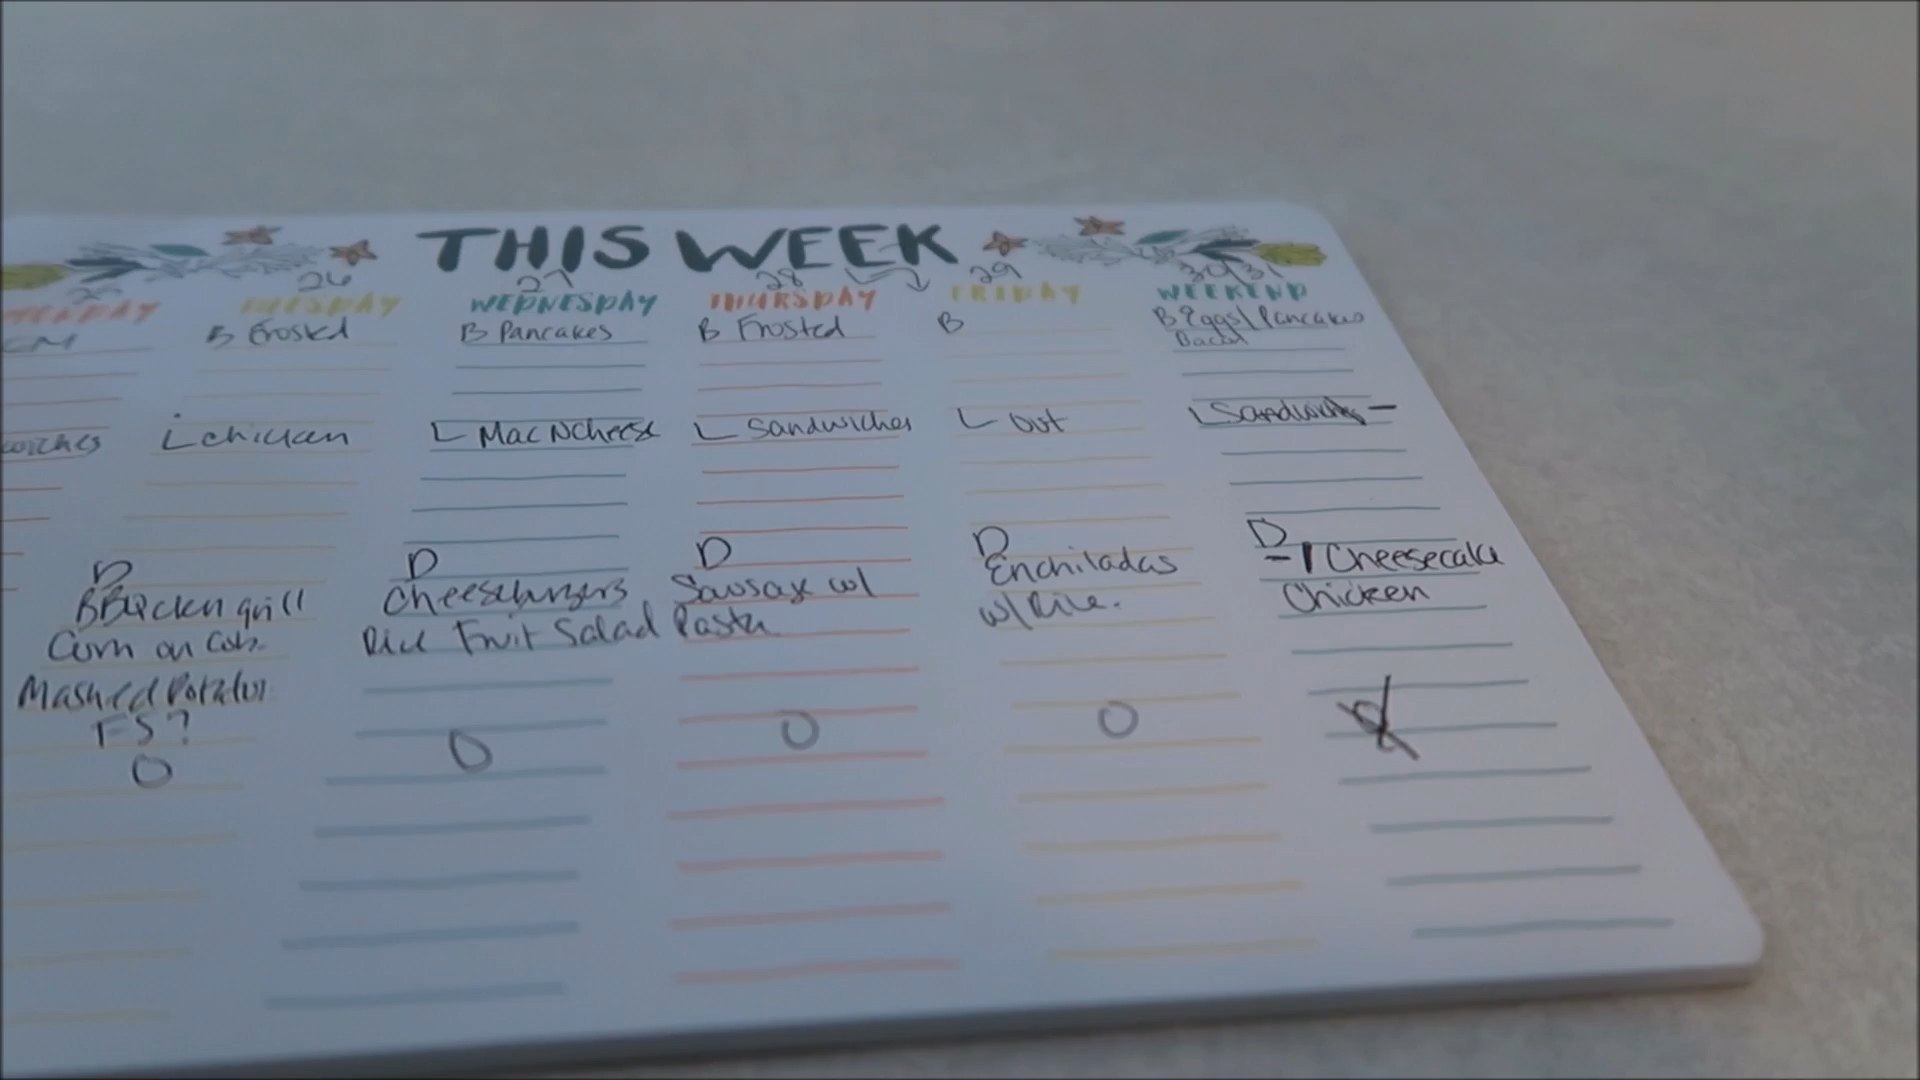 THIS WEEK
26 27 28 29 30/31
MONDAY TUESDAY WEDNESDAY THURSDAY FRIDAY WEEKEND
B Frosted
B Pancakes
B Frosted
B
B Eggs/Pancakes
Bacon
L chicken
L Mac N Cheese
L Sandwiches
L Out
L Sandwich -
D
Corn on Cob
Mashed Potatoes
FS?
O
D
Cheeseburgers
Fruit Salad
O
D
Sausage w/
Pasta
O
D
Enchiladas
w/ Rice.
O
D
Cheesecake
Chicken